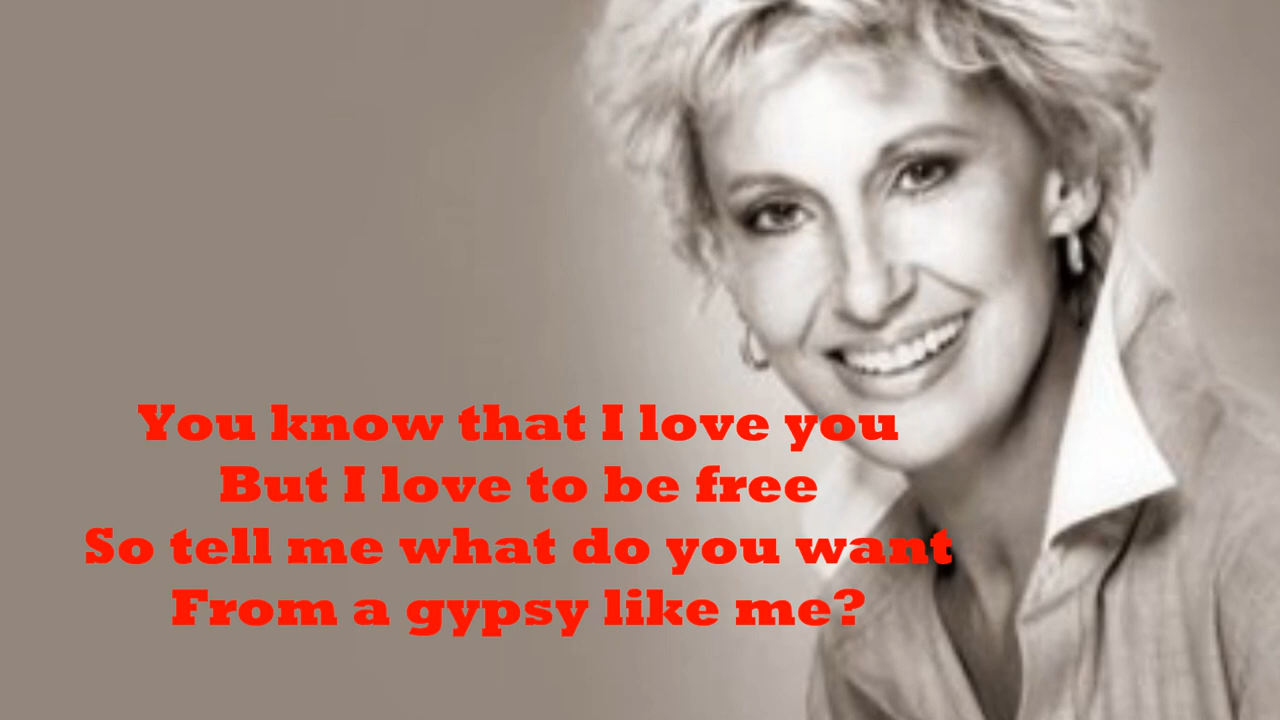 You know that I love you
But I love to be free
So tell me what do you want
From a gypsy like me?